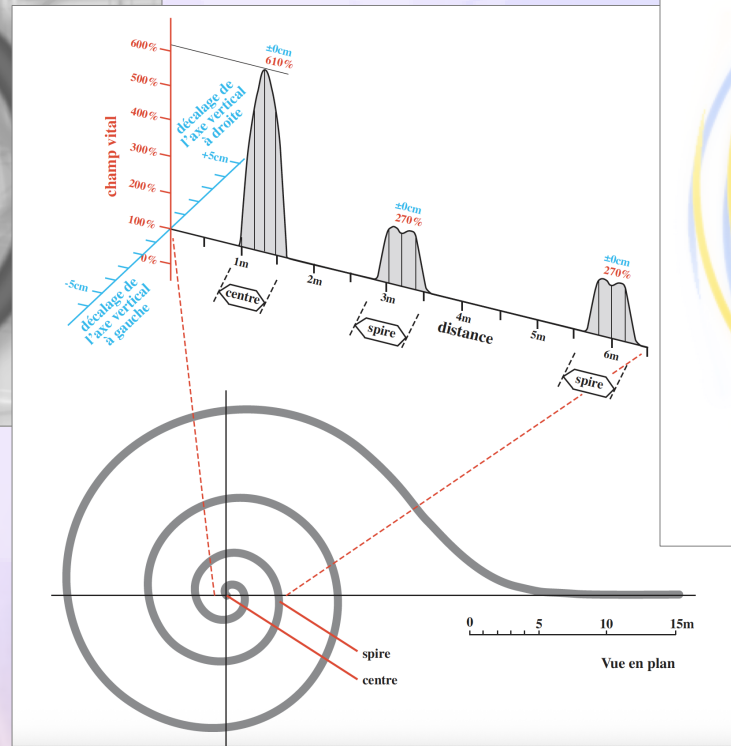 600%
500%
400%
300%
200%
100%
0%
champ vital
décalage de
l'axe vertical
à droite
+5cm
-5cm
décalage de
l'axe vertical
à gauche
±0cm
610%
±0cm
270%
±0cm
270%
1m
2m
3m
4m
5m
6m
distance
centre
spire
spire
0
5
10
15m
Vue en plan
spire
centre